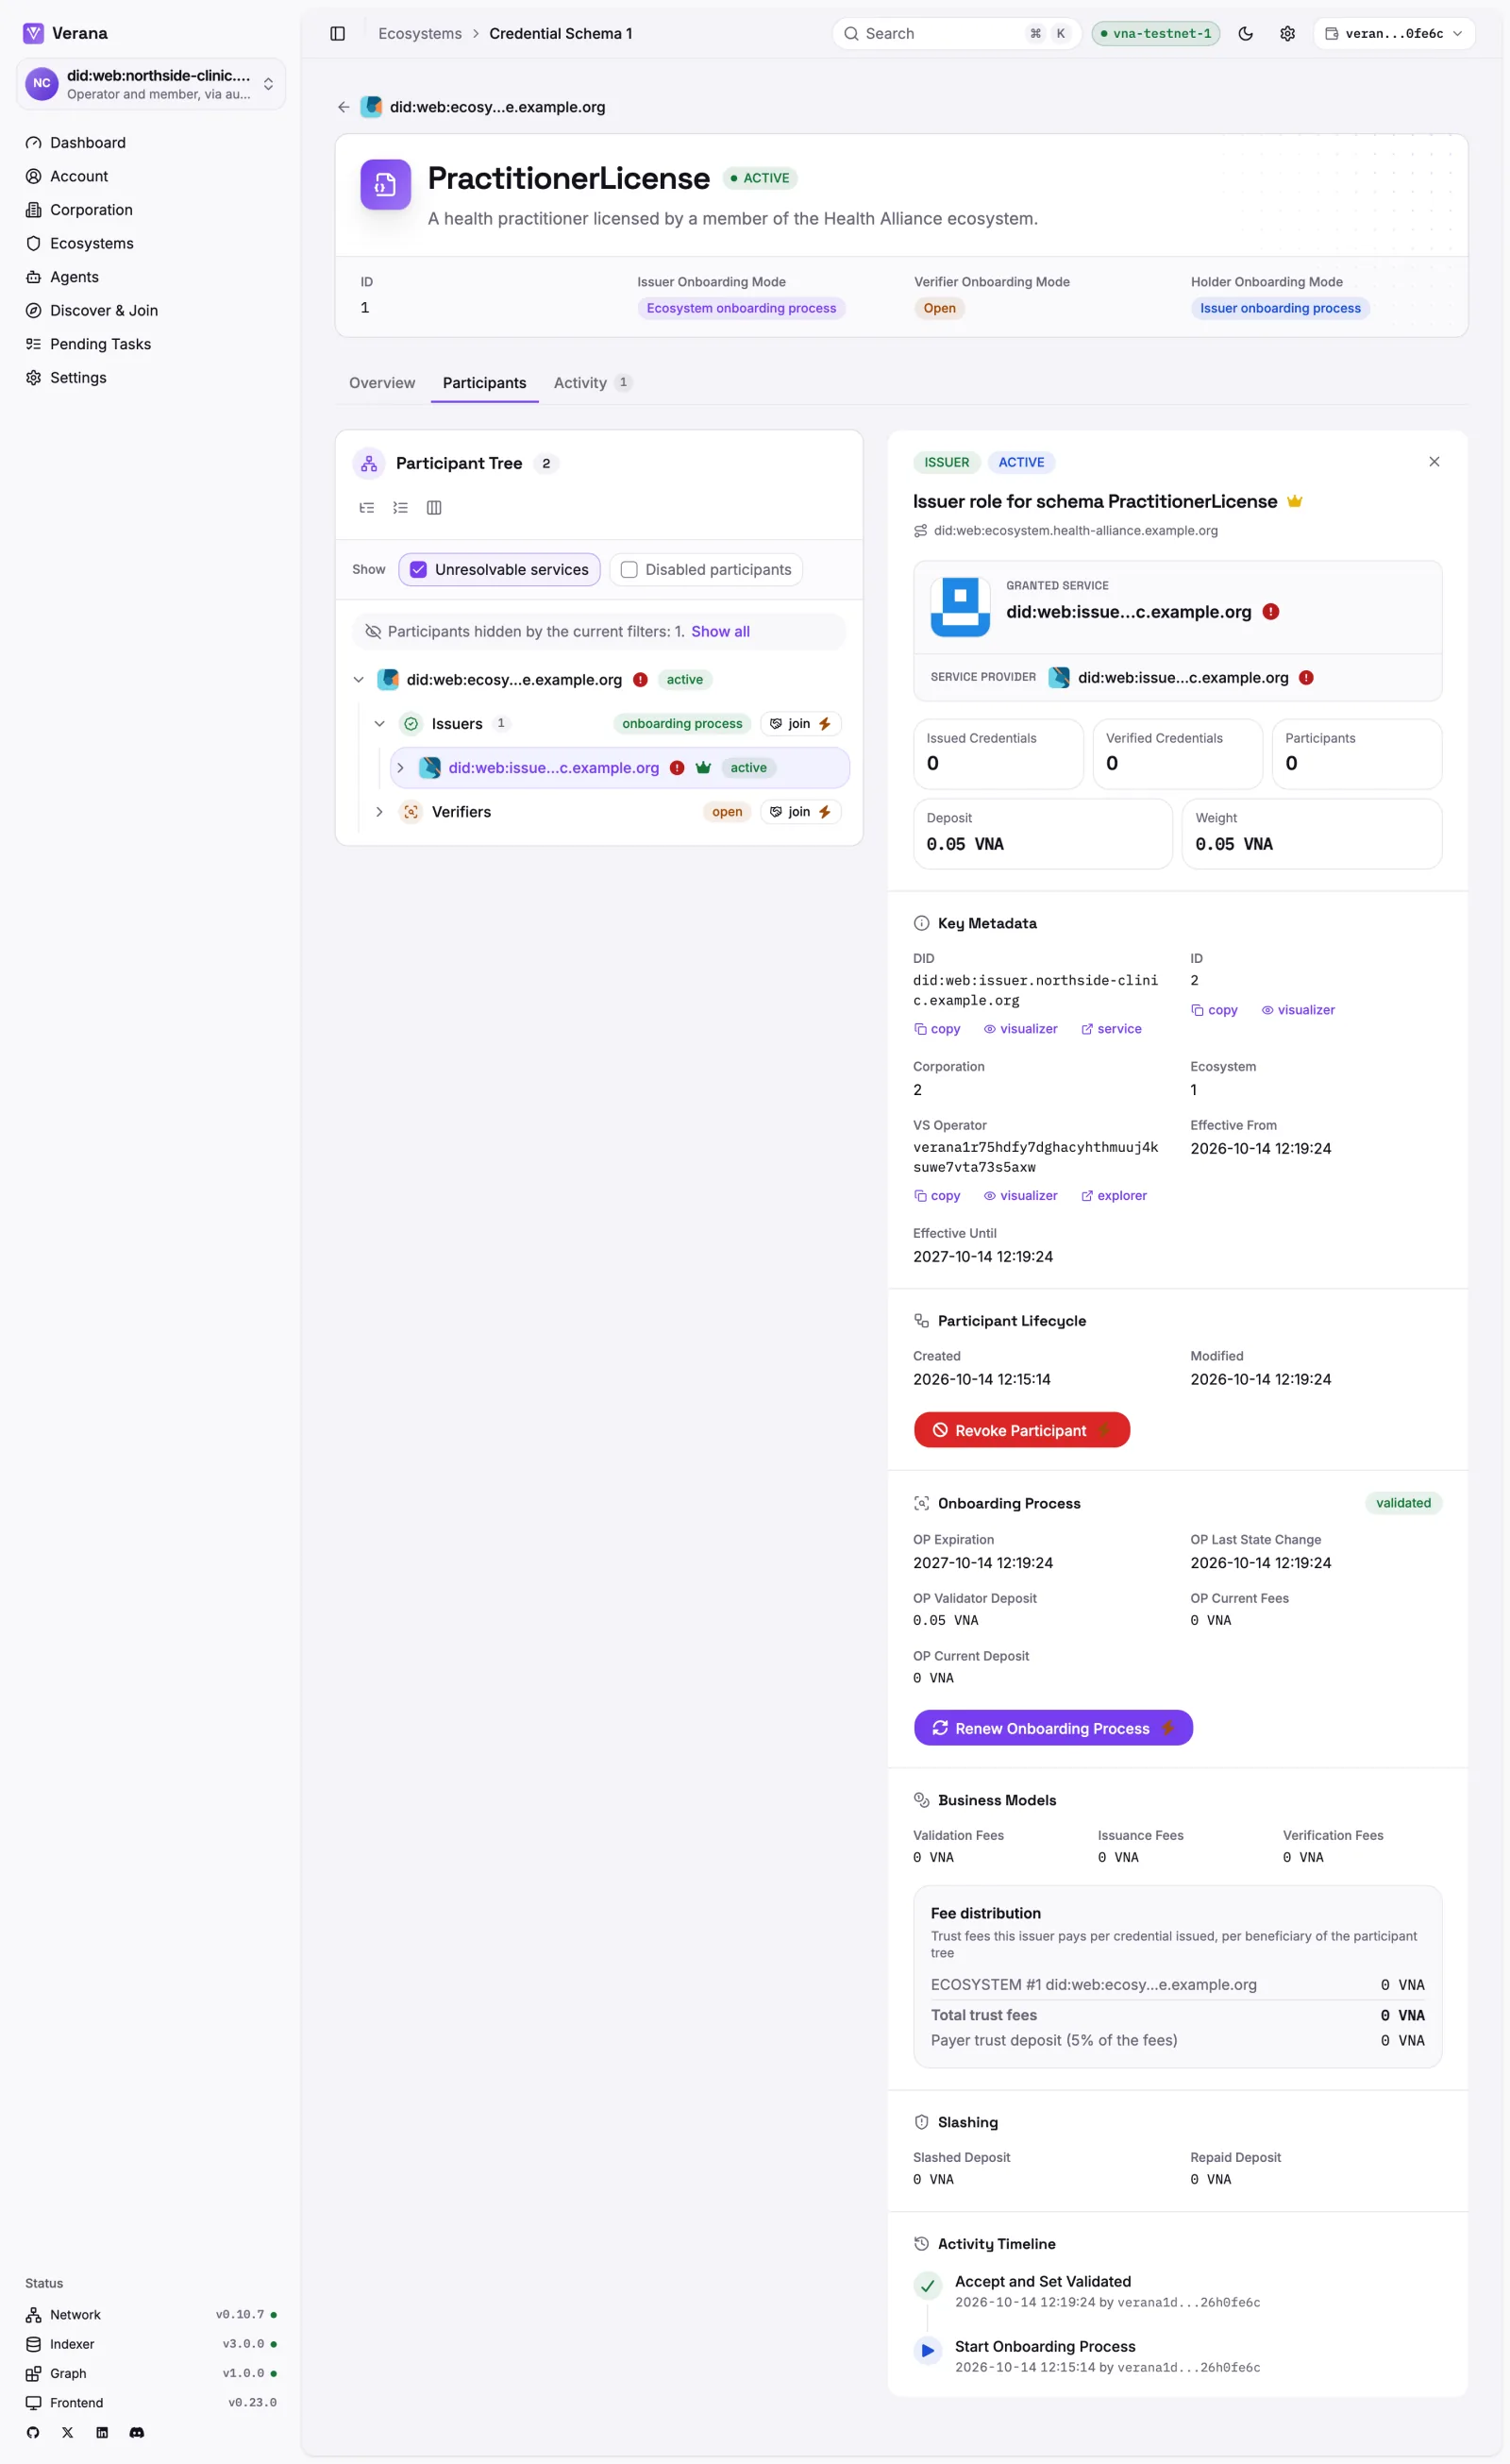 Verana
NC
did:web:northside-clinic....
Operator and member, via au...
Dashboard
Account
Corporation
Ecosystems
Agents
Discover & Join
Pending Tasks
Settings
Ecosystems > Credential Schema 1
Search
⌘ K
vna-testnet-1
veran...0fe6c
did:web:ecosy...e.example.org
PractitionerLicense
ACTIVE
A health practitioner licensed by a member of the Health Alliance ecosystem.
ID
1
Issuer Onboarding Mode
Ecosystem onboarding process
Verifier Onboarding Mode
Open
Holder Onboarding Mode
Issuer onboarding process
Overview
Participants
Activity 1
Participant Tree 2
Show
Unresolvable services
Disabled participants
Participants hidden by the current filters: 1. Show all
did:web:ecosy...e.example.org active
Issuers 1 onboarding process join
did:web:issue...c.example.org active
Verifiers open join
ISSUER ACTIVE
Issuer role for schema PractitionerLicense
did:web:ecosystem.health-alliance.example.org
GRANTED SERVICE
did:web:issue...c.example.org
SERVICE PROVIDER did:web:issue...c.example.org
Issued Credentials
0
Verified Credentials
0
Participants
0
Deposit
0.05 VNA
Weight
0.05 VNA
Key Metadata
DID
did:web:issuer.northside-clini
c.example.org
copy visualizer service
ID
2
copy visualizer
Corporation
2
Ecosystem
1
VS Operator
verana1r75hdfy7dghacyhthmuuj4k
suwe7vta73s5axw
copy visualizer explorer
Effective From
2026-10-14 12:19:24
Effective Until
2027-10-14 12:19:24
Participant Lifecycle
Created
2026-10-14 12:15:14
Modified
2026-10-14 12:19:24
Revoke Participant
Onboarding Process
validated
OP Expiration
2027-10-14 12:19:24
OP Last State Change
2026-10-14 12:19:24
OP Validator Deposit
0.05 VNA
OP Current Fees
0 VNA
OP Current Deposit
0 VNA
Renew Onboarding Process
Business Models
Validation Fees
0 VNA
Issuance Fees
0 VNA
Verification Fees
0 VNA
Fee distribution
Trust fees this issuer pays per credential issued, per beneficiary of the participant
tree
ECOSYSTEM #1 did:web:ecosy...e.example.org 0 VNA
Total trust fees 0 VNA
Payer trust deposit (5% of the fees) 0 VNA
Slashing
Slashed Deposit
0 VNA
Repaid Deposit
0 VNA
Activity Timeline
Accept and Set Validated
2026-10-14 12:19:24 by verana1d...26h0fe6c
Start Onboarding Process
2026-10-14 12:15:14 by verana1d...26h0fe6c
Status
Network v0.10.7
Indexer v3.0.0
Graph v1.0.0
Frontend v0.23.0